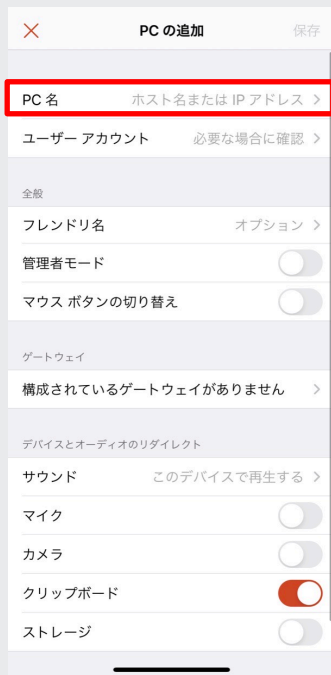 PC の追加 保存
PC 名 ホスト名または IP アドレス
ユーザー アカウント 必要な場合に確認
全般
フレンドリ名 オプション
管理者モード
マウス ボタンの切り替え
ゲートウェイ
構成されているゲートウェイがありません
デバイスとオーディオのリダイレクト
サウンド このデバイスで再生する
マイク
カメラ
クリップボード
ストレージ